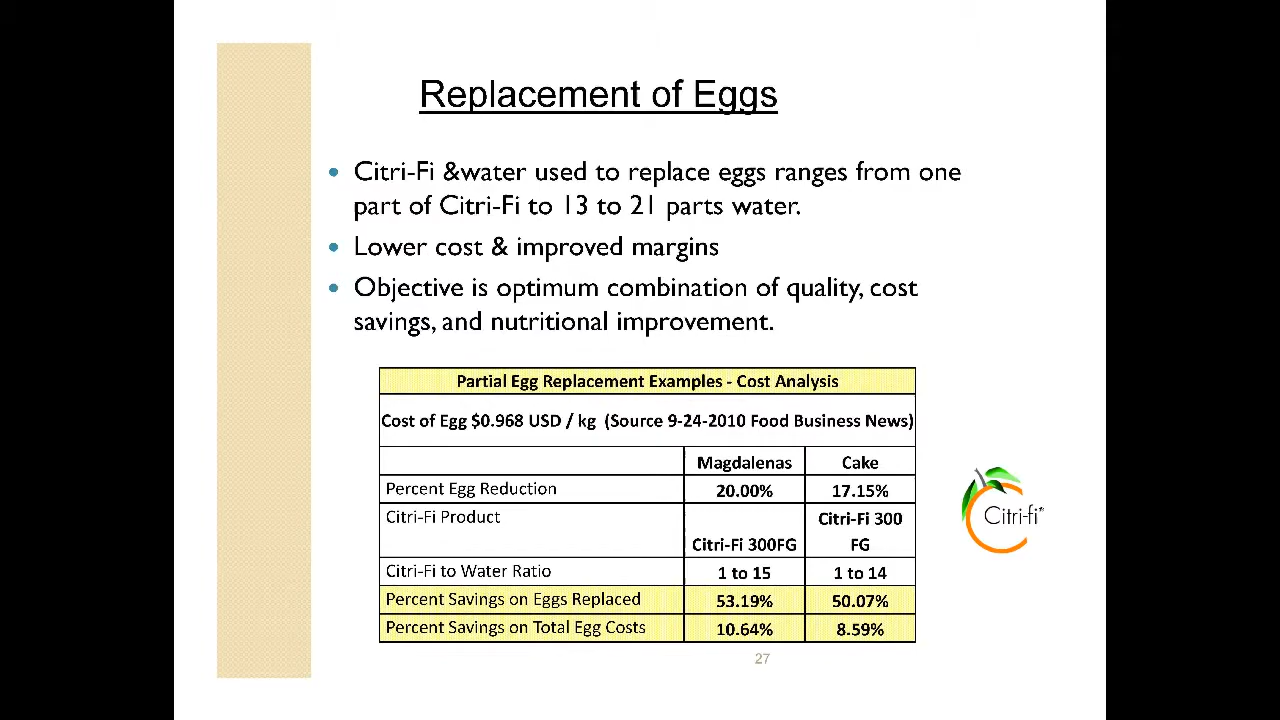 Replacement of Eggs
• Citri-Fi &water used to replace eggs ranges from one
part of Citri-Fi to 13 to 21 parts water.
• Lower cost & improved margins
• Objective is optimum combination of quality, cost
savings, and nutritional improvement.
Partial Egg Replacement Examples - Cost Analysis
Cost of Egg $0.968 USD / kg (Source 9-24-2010 Food Business News)
Magdalenas Cake
Percent Egg Reduction 20.00% 17.15%
Citri-Fi Product Citri-Fi 300FG Citri-Fi 300
FG
Citri-Fi to Water Ratio 1 to 15 1 to 14
Percent Savings on Eggs Replaced 53.19% 50.07%
Percent Savings on Total Egg Costs 10.64% 8.59%
Citri-fi®
27